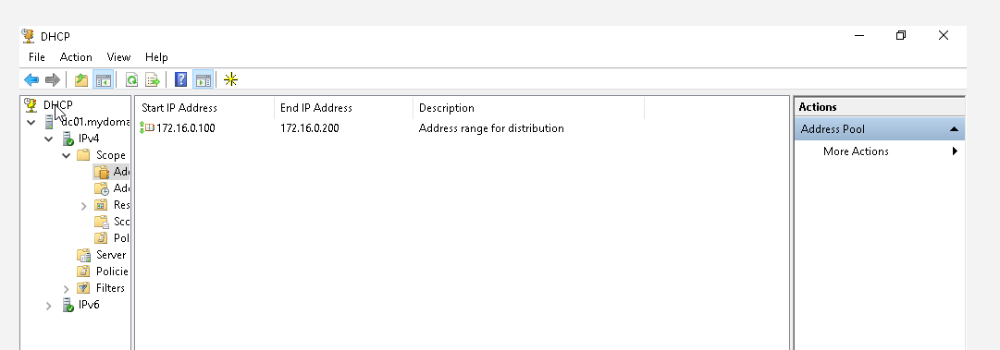 DHCP
File Action View Help
DHCP
dc01.mydoma
IPv4
Scope
Add
Add
Res
Sco
Pol
Server
Policie
Filters
IPv6
Start IP Address End IP Address Description
172.16.0.100 172.16.0.200 Address range for distribution
Actions
Address Pool
More Actions